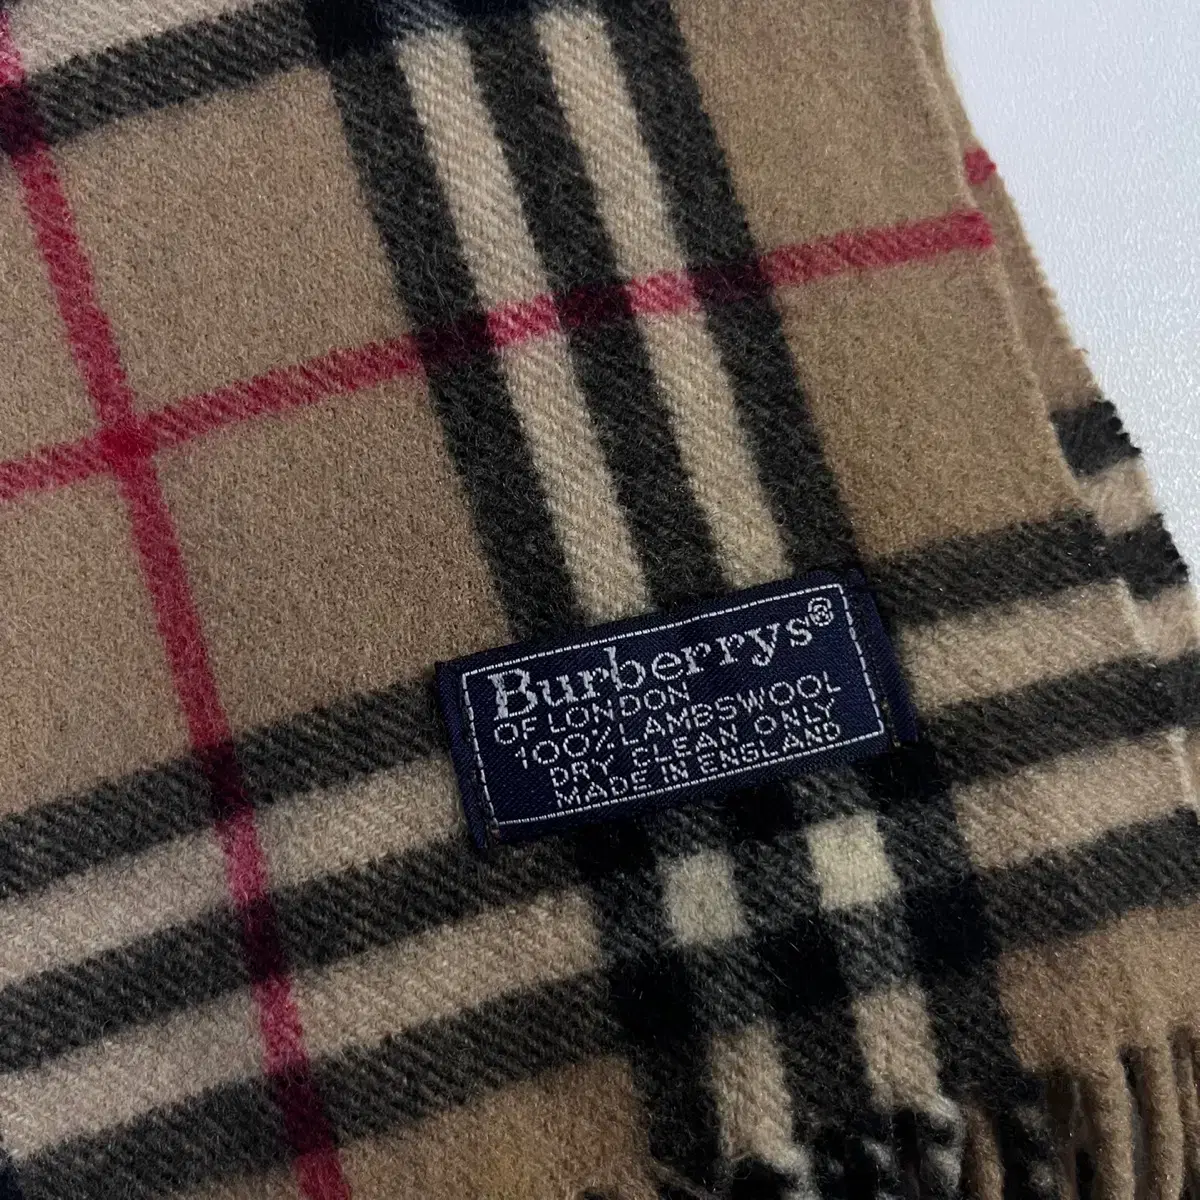 Burberrys®
OF LONDON
100% LAMBSWOOL
DRY CLEAN ONLY
MADE IN ENGLAND